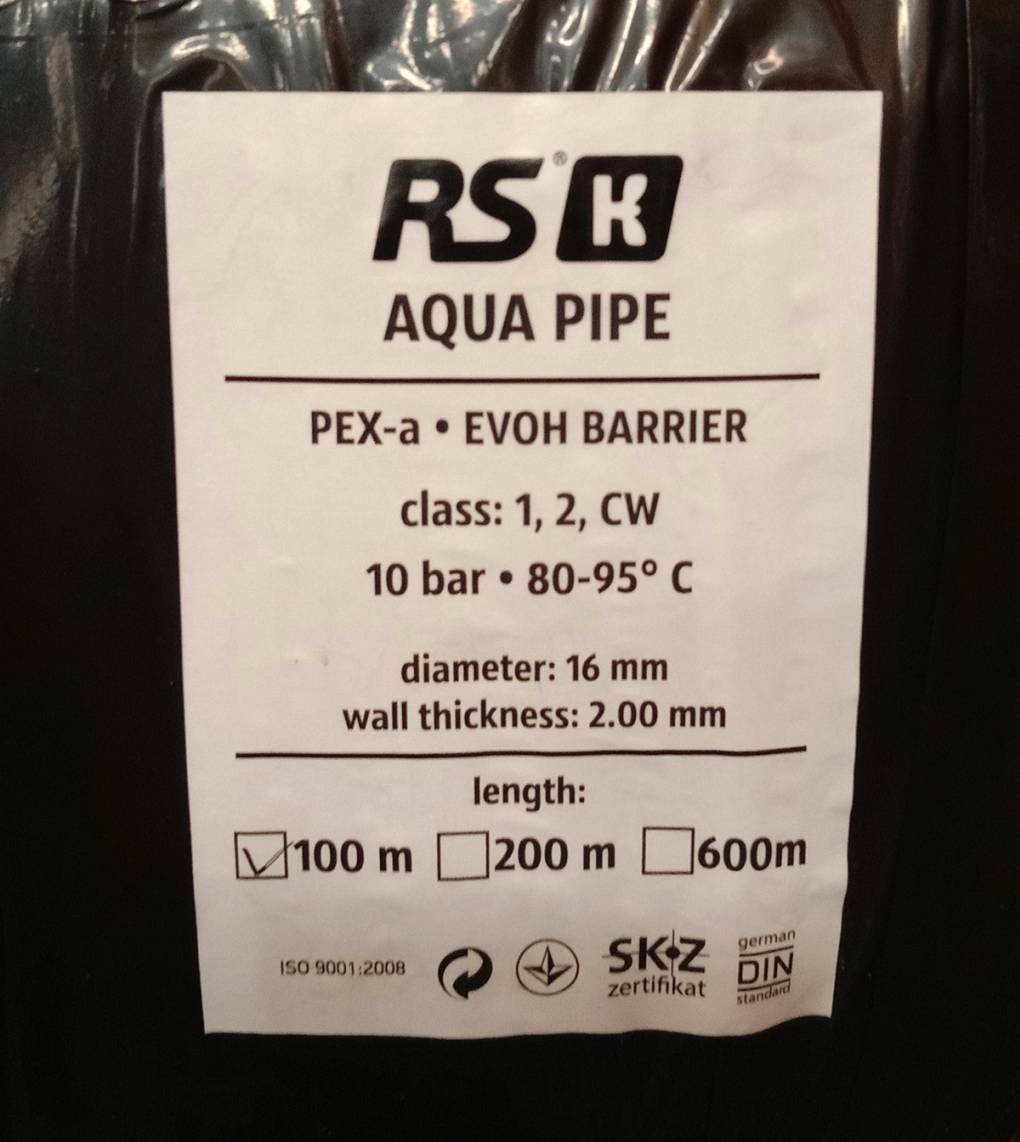 RS® K
AQUA PIPE
PEX-a • EVOH BARRIER
class: 1, 2, CW
10 bar • 80-95° C
diameter: 16 mm
wall thickness: 2.00 mm
length:
100 m 200 m 600m
ISO 9001:2008
SKZ
zertifikat
german
DIN
standard